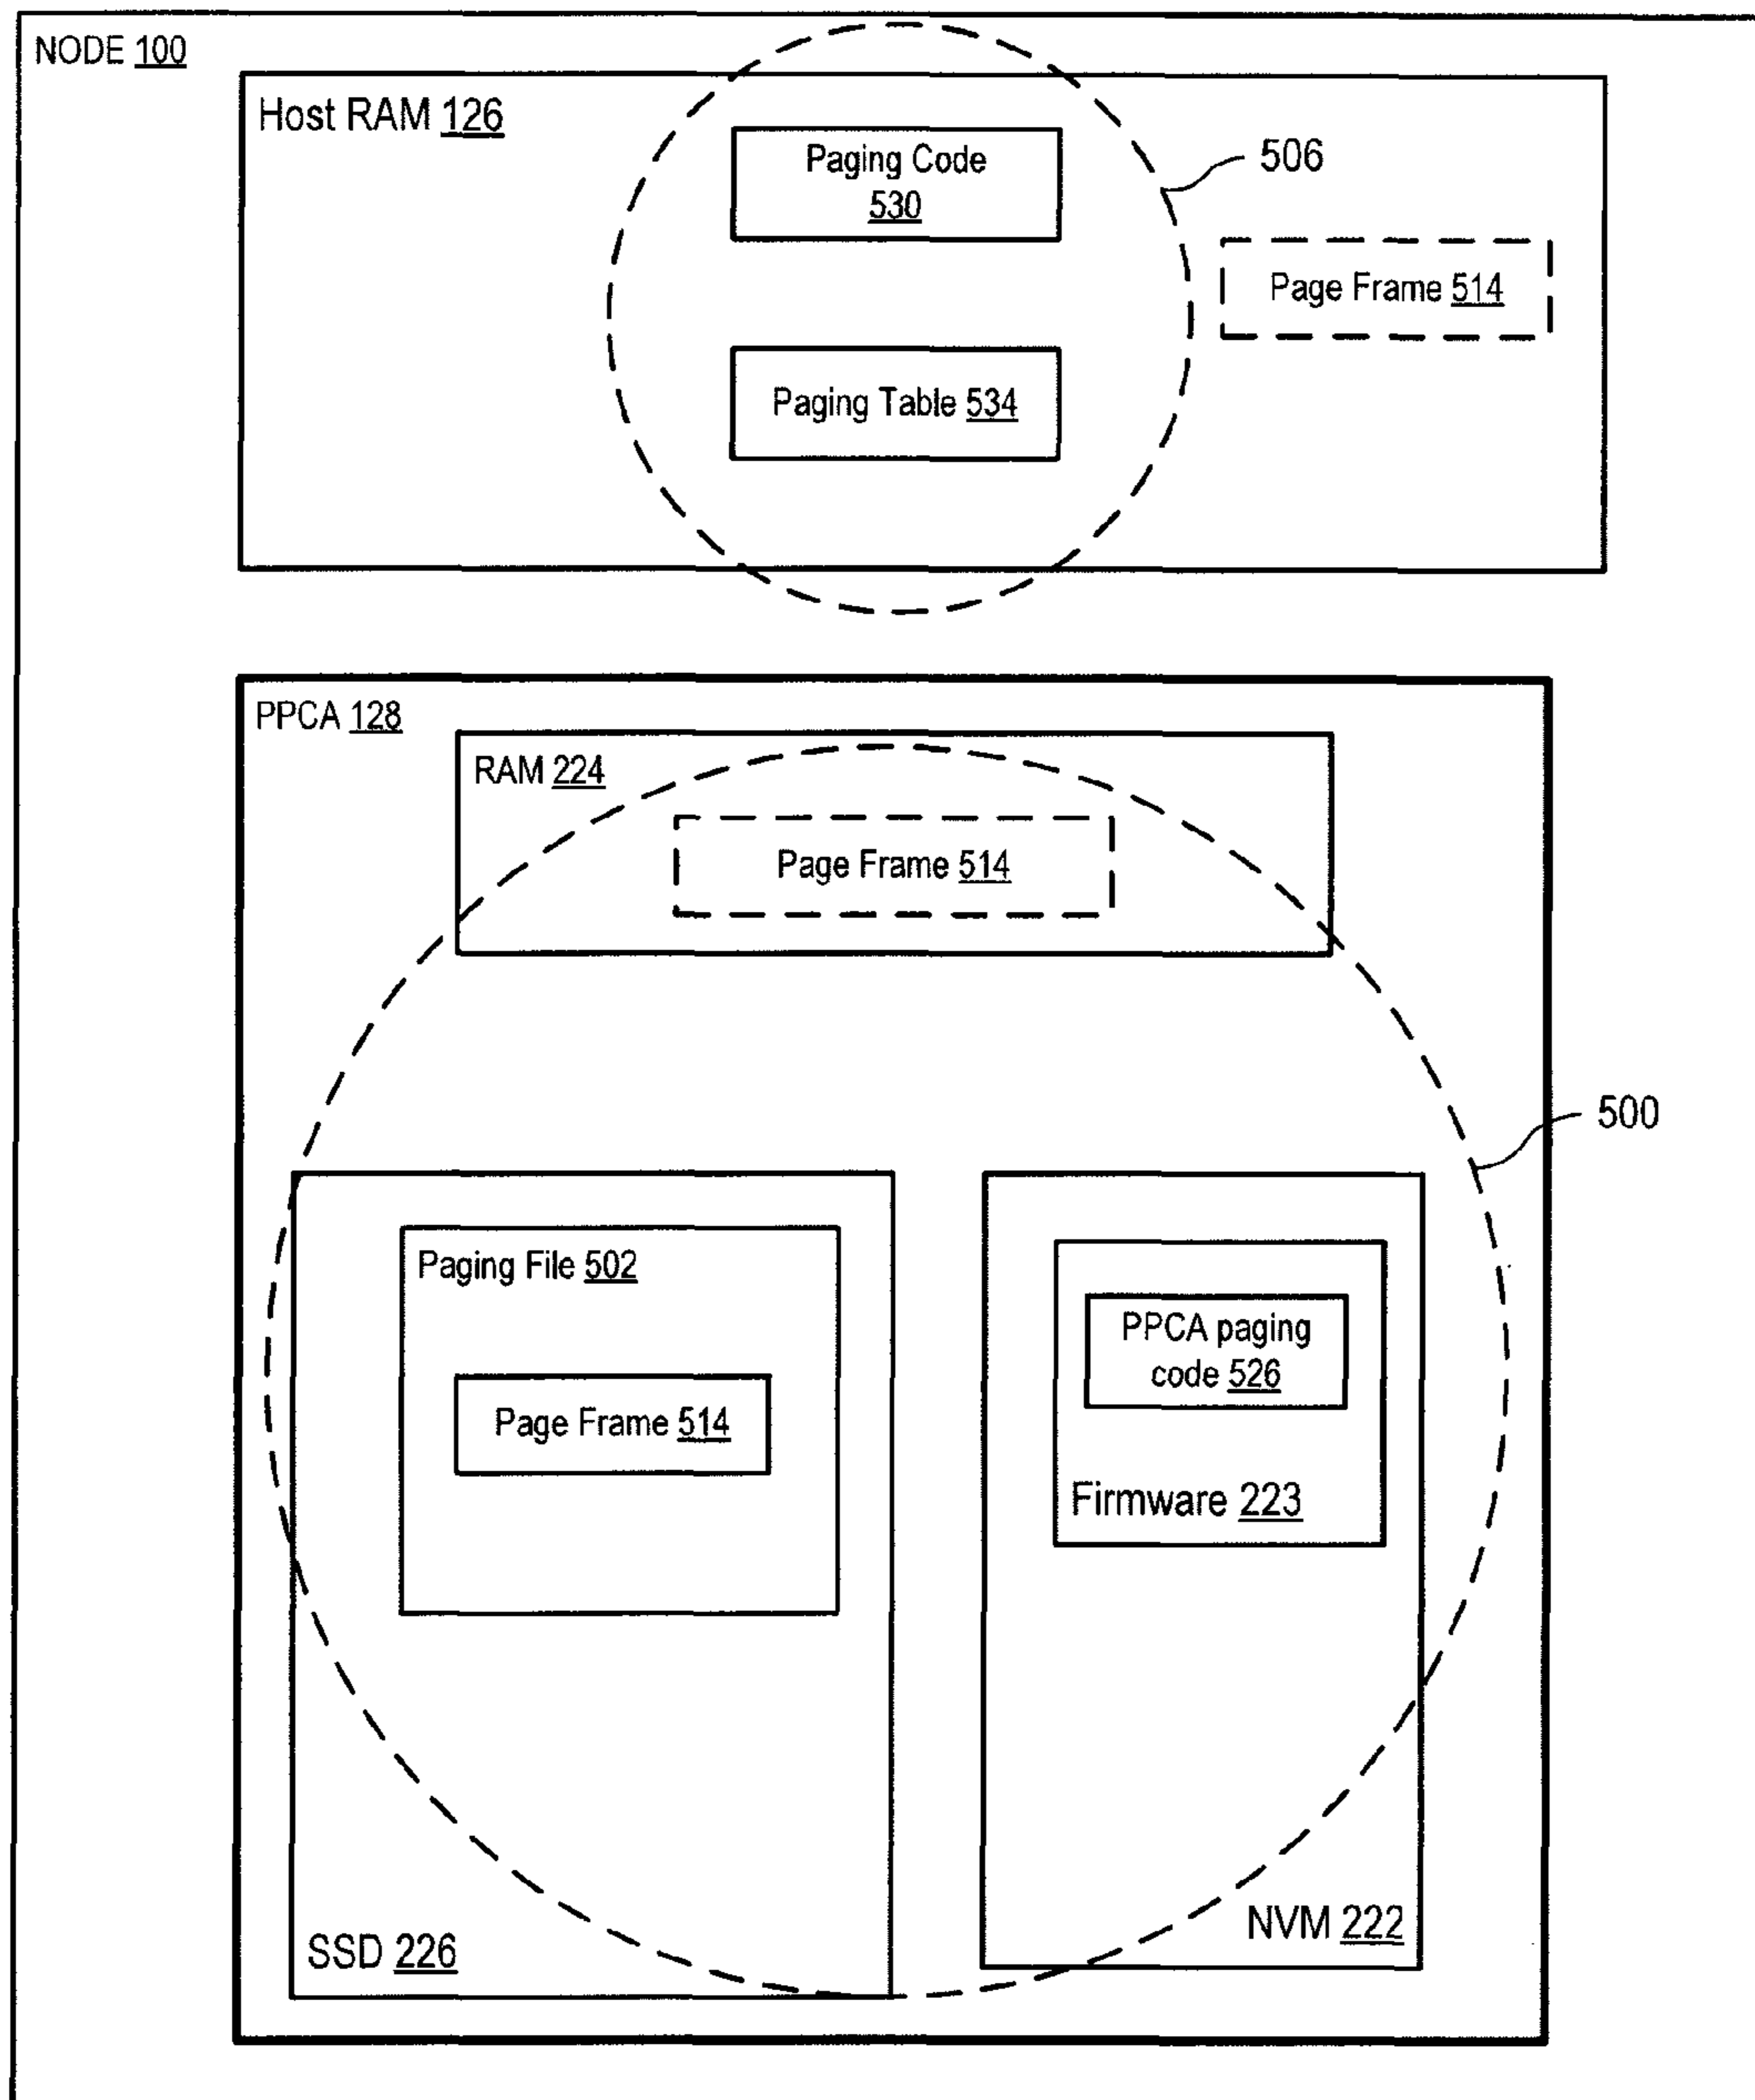 NODE 100
Host RAM 126
Paging Code
530
506
Page Frame 514
Paging Table 534
PPCA 128
RAM 224
Page Frame 514
500
Paging File 502
PPCA paging
code 526
Page Frame 514
Firmware 223
NVM 222
SSD 226